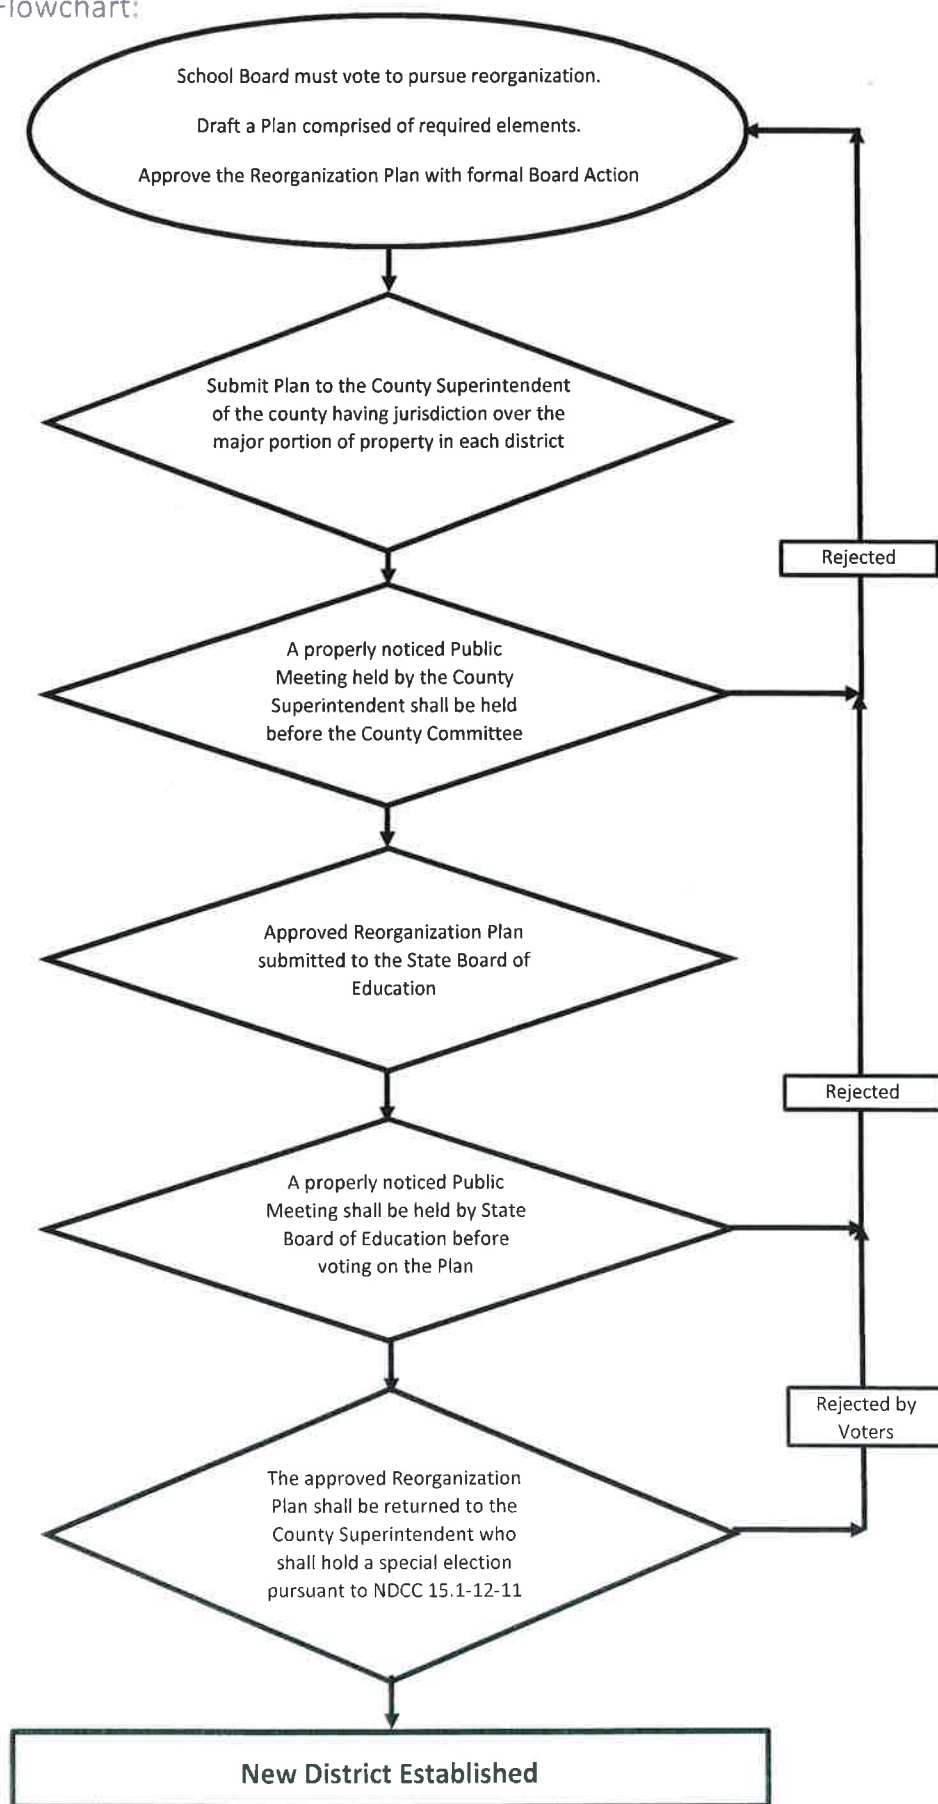 Flowchart:
School Board must vote to pursue reorganization.
Draft a Plan comprised of required elements.
Approve the Reorganization Plan with formal Board Action
Submit Plan to the County Superintendent
of the county having jurisdiction over the
major portion of property in each district
Rejected
A properly noticed Public
Meeting held by the County
Superintendent shall be held
before the County Committee
Approved Reorganization Plan
submitted to the State Board of
Education
Rejected
A properly noticed Public
Meeting shall be held by State
Board of Education before
voting on the Plan
Rejected by
Voters
The approved Reorganization
Plan shall be returned to the
County Superintendent who
shall hold a special election
pursuant to NDCC 15.1-12-11
New District Established